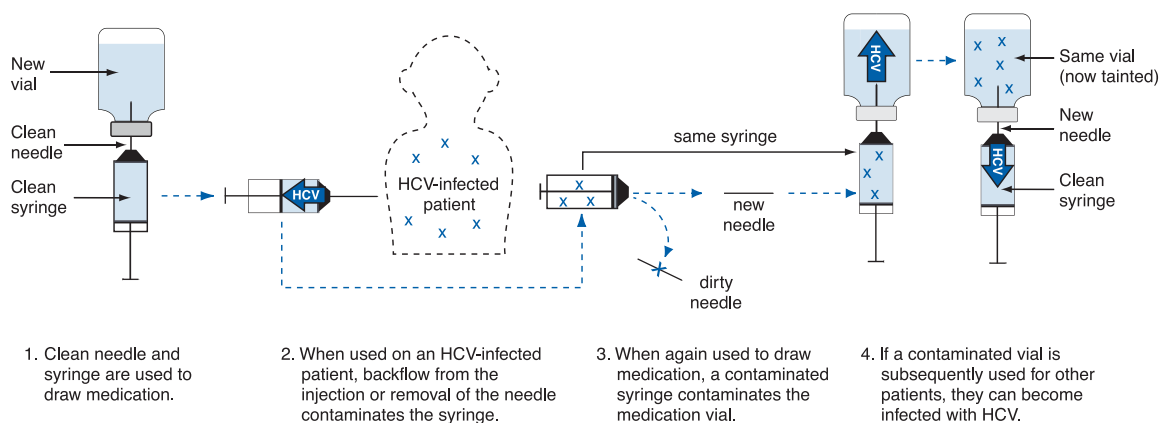 New
vial
Clean
needle
Clean
syringe
HCV
HCV-infected
patient
same syringe
new
needle
dirty
needle
HCV
HCV
Same vial
(now tainted)
New
needle
Clean
syringe
1. Clean needle and
syringe are used to
draw medication.
2. When used on an HCV-infected
patient, backflow from the
injection or removal of the needle
contaminates the syringe.
3. When again used to draw
medication, a contaminated
syringe contaminates the
medication vial.
4. If a contaminated vial is
subsequently used for other
patients, they can become
infected with HCV.